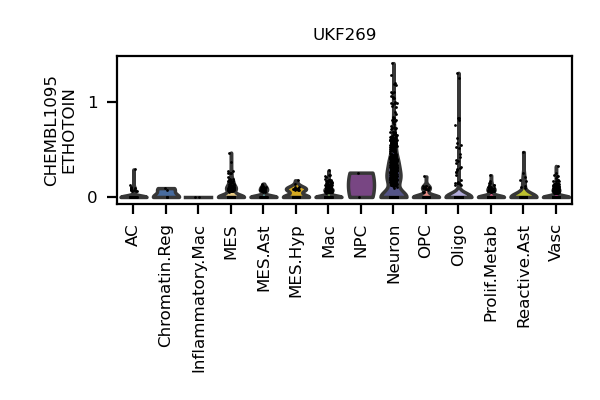 UKF269
CHEMBL1095
ETHOTOIN
1
0
AC
Chromatin.Reg
Inflammatory.Mac
MES
MES.Ast
MES.Hyp
Mac
NPC
Neuron
OPC
Oligo
Prolif.Metab
Reactive.Ast
Vasc